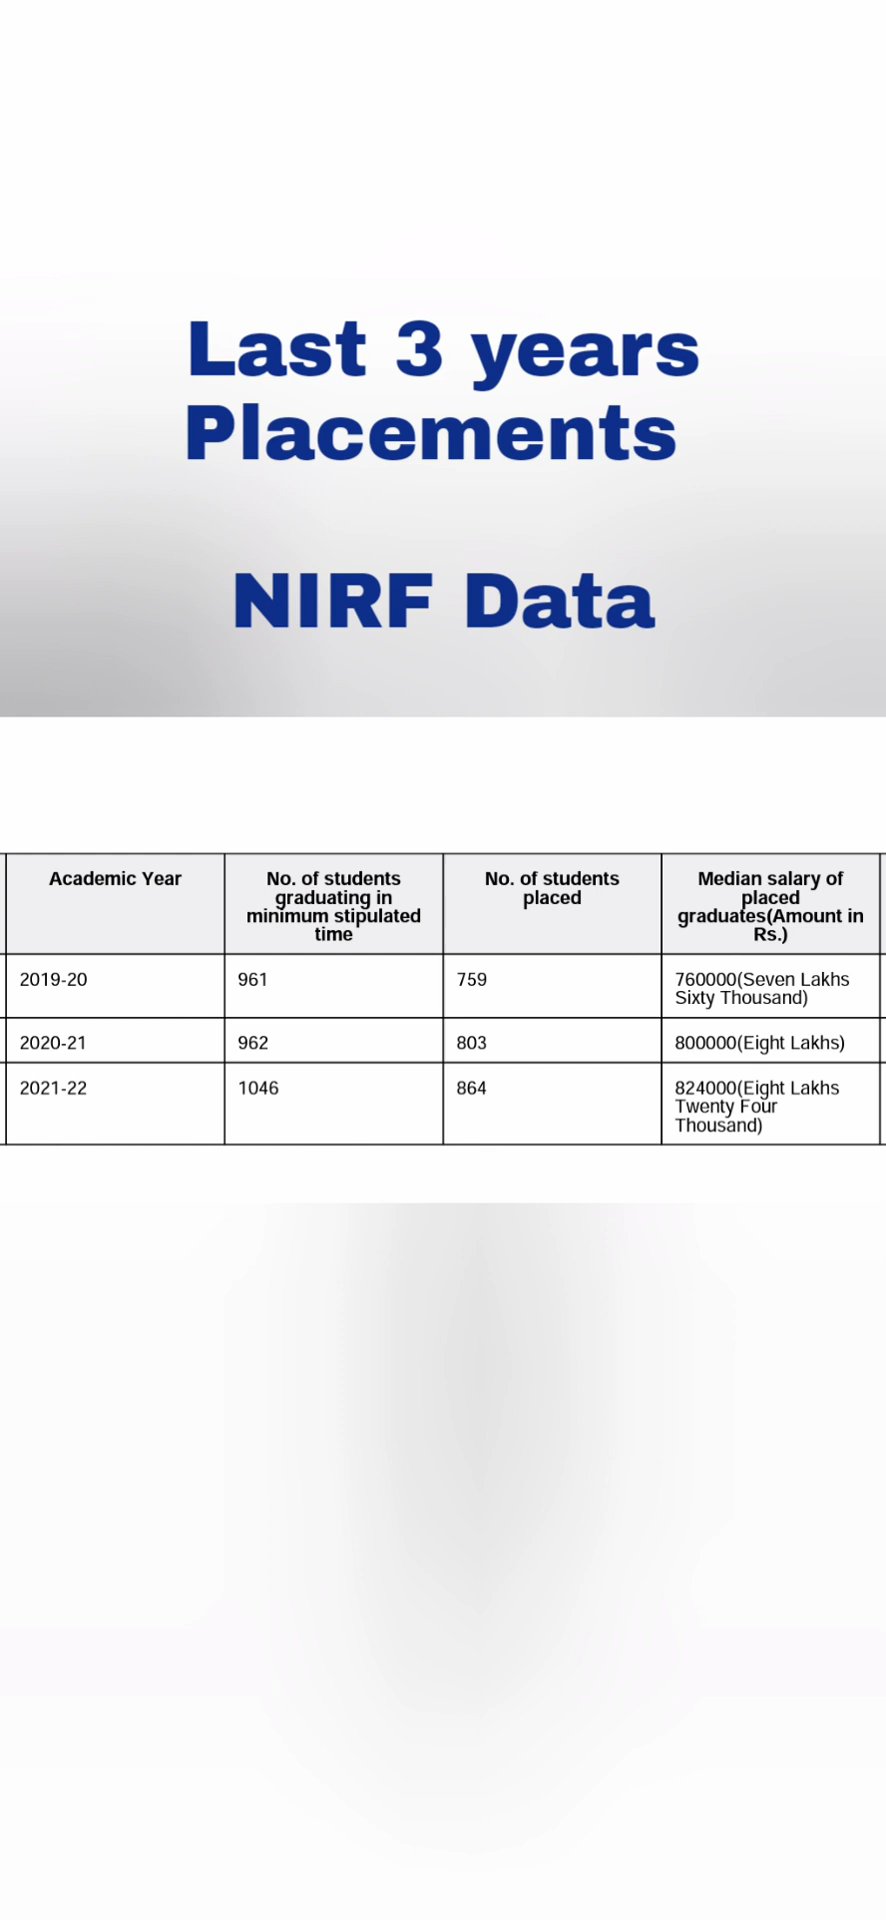 Last 3 years
Placements
NIRF Data
Academic Year
No. of students
graduating in
minimum stipulated
time
No. of students
placed
Median salary of
placed
graduates(Amount in
Rs.)
2019-20
961
759
760000(Seven Lakhs
Sixty Thousand)
2020-21
962
803
800000(Eight Lakhs)
2021-22
1046
864
824000(Eight Lakhs
Twenty Four
Thousand)